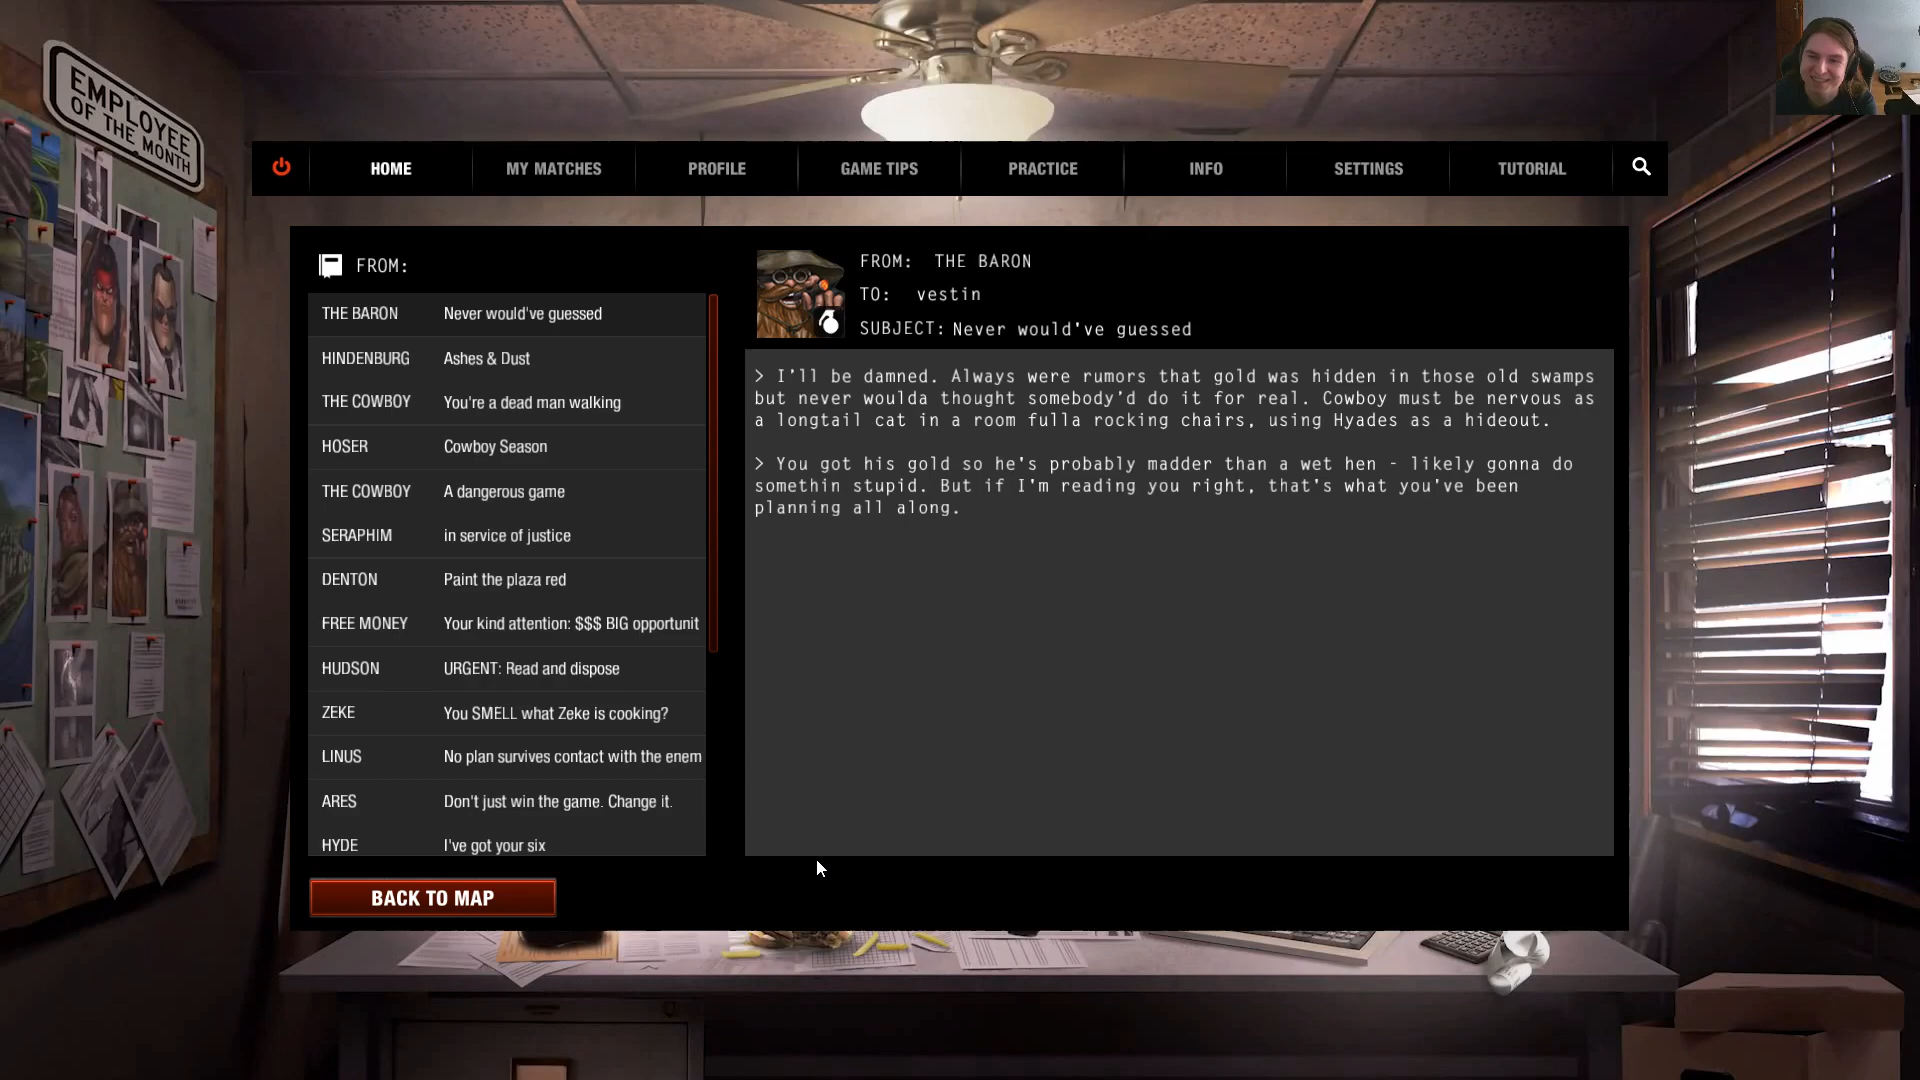 EMPLOYEE
OF THE MONTH
HOME
MY MATCHES
PROFILE
GAME TIPS
PRACTICE
INFO
SETTINGS
TUTORIAL
FROM:
THE BARON Never would've guessed
HINDENBURG Ashes & Dust
THE COWBOY You're a dead man walking
HOSER Cowboy Season
THE COWBOY A dangerous game
SERAPHIM in service of justice
DENTON Paint the plaza red
FREE MONEY Your kind attention: $$$ BIG opportunit
HUDSON URGENT: Read and dispose
ZEKE You SMELL what Zeke is cooking?
LINUS No plan survives contact with the enem
ARES Don't just win the game. Change it.
HYDE I've got your six
BACK TO MAP
FROM: THE BARON
TO: vestin
SUBJECT: Never would've guessed
> I'll be damned. Always were rumors that gold was hidden in those old swamps
but never woulda thought somebody'd do it for real. Cowboy must be nervous as
a longtail cat in a room fulla rocking chairs, using Hyades as a hideout.
> You got his gold so he's probably madder than a wet hen - likely gonna do
somethin stupid. But if I'm reading you right, that's what you've been
planning all along.